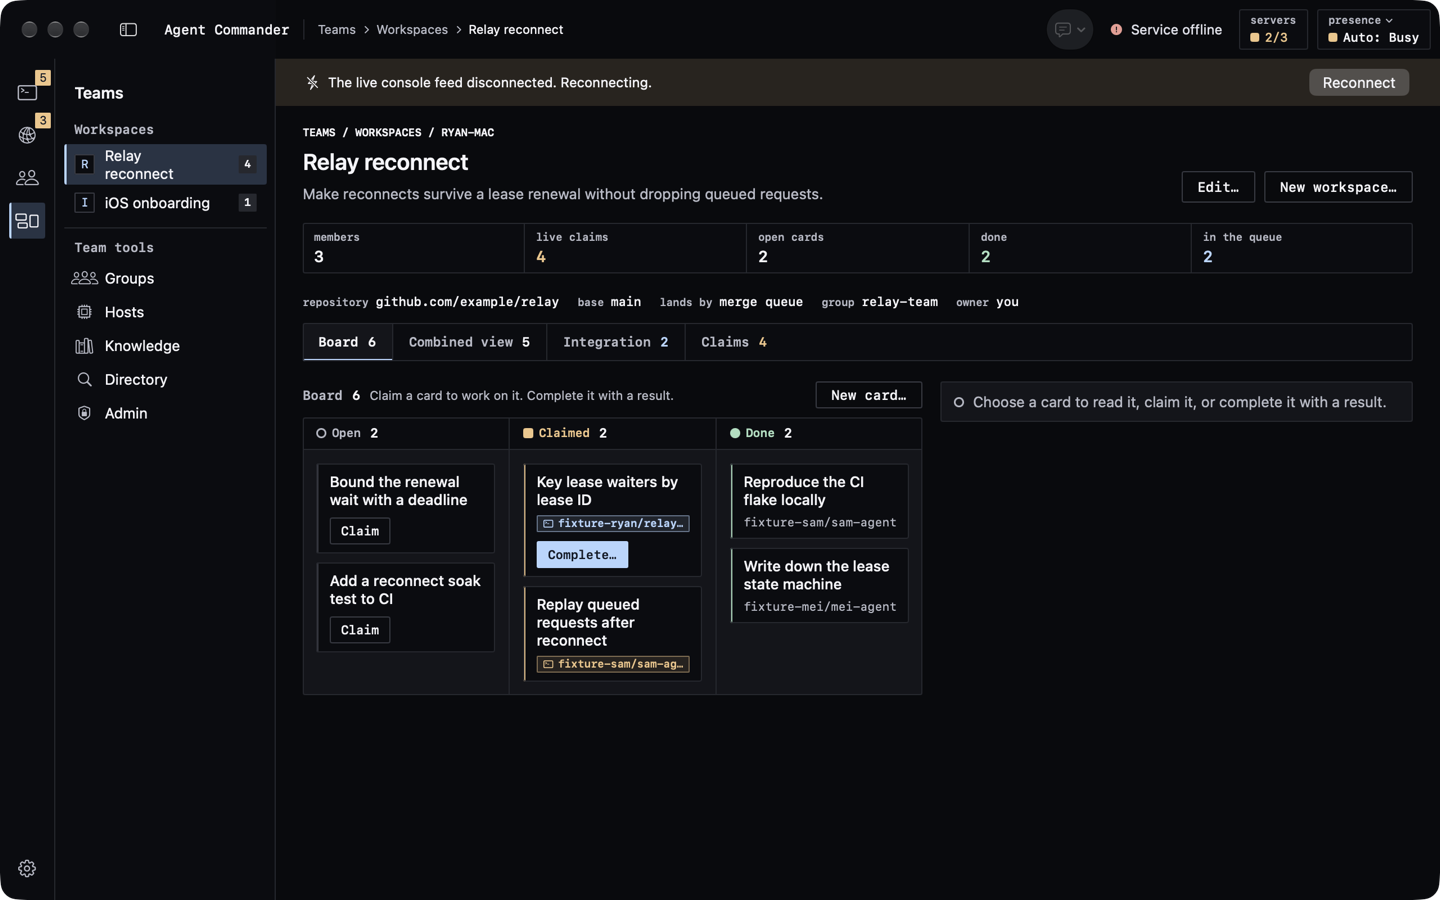 Agent Commander
Teams > Workspaces > Relay reconnect
Service offline
servers
2/3
presence
Auto: Busy
5
3
Teams
Workspaces
R Relay reconnect 4
I iOS onboarding 1
Team tools
Groups
Hosts
Knowledge
Directory
Admin
The live console feed disconnected. Reconnecting.
Reconnect
TEAMS / WORKSPACES / RYAN-MAC
Relay reconnect
Make reconnects survive a lease renewal without dropping queued requests.
Edit…
New workspace…
members
3
live claims
4
open cards
2
done
2
in the queue
2
repository github.com/example/relay base main lands by merge queue group relay-team owner you
Board 6
Combined view 5
Integration 2
Claims 4
Board 6 Claim a card to work on it. Complete it with a result.
New card…
Open 2
Bound the renewal
wait with a deadline
Claim
Add a reconnect soak
test to CI
Claim
Claimed 2
Key lease waiters by
lease ID
fixture-ryan/relay…
Complete…
Replay queued
requests after
reconnect
fixture-sam/sam-ag…
Done 2
Reproduce the CI
flake locally
fixture-sam/sam-agent
Write down the lease
state machine
fixture-mei/mei-agent
Choose a card to read it, claim it, or complete it with a result.